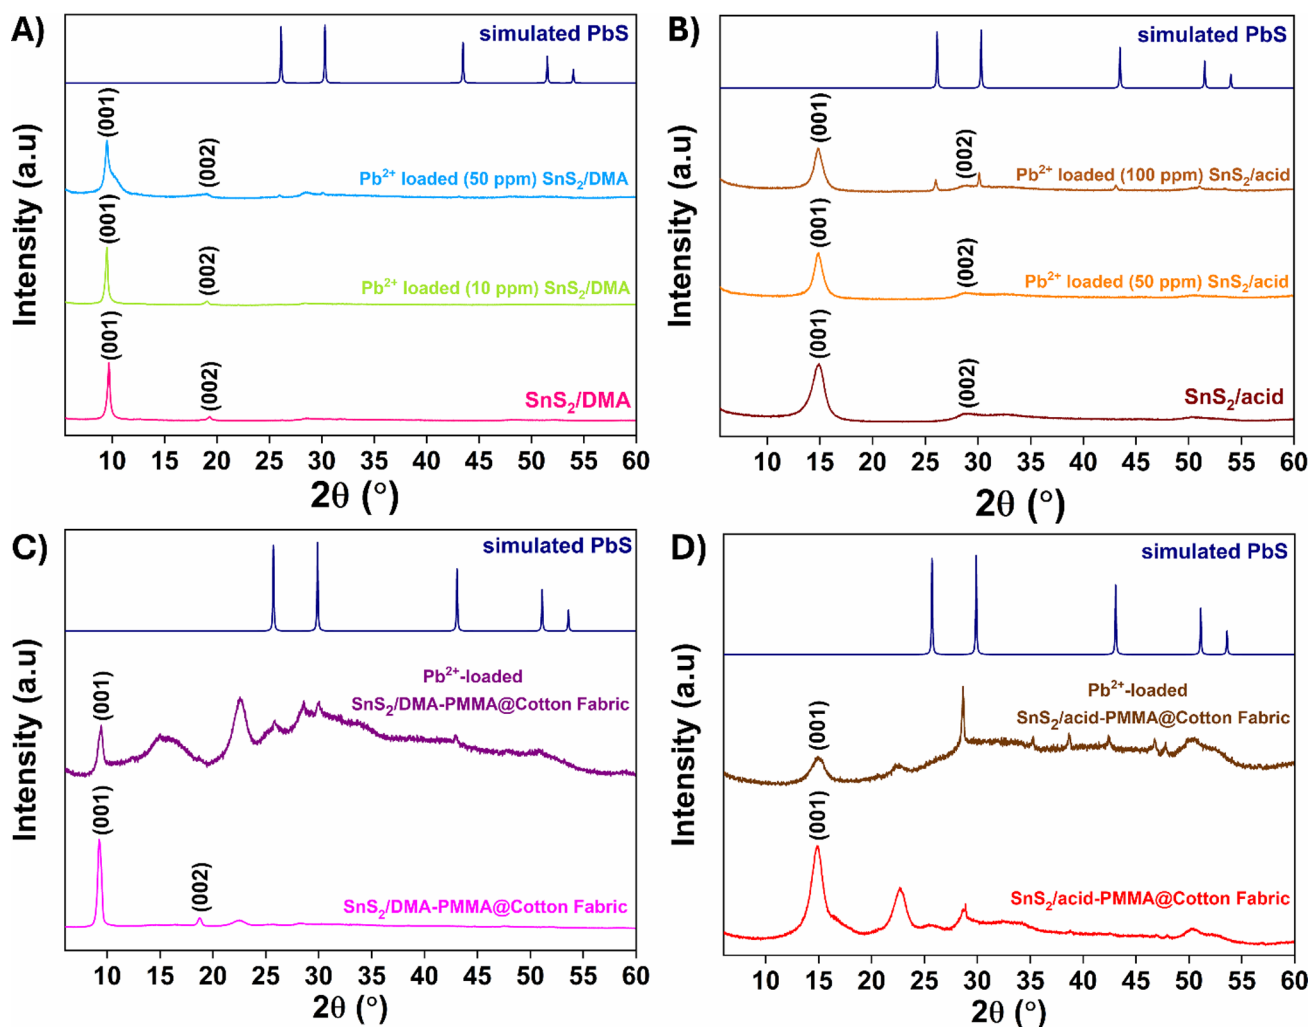 A)
simulated PbS
(001)
(002)
Pb²⁺ loaded (50 ppm) SnS₂/DMA
(001)
(002)
Pb²⁺ loaded (10 ppm) SnS₂/DMA
(001)
(002)
SnS₂/DMA
Intensity (a.u)
10 15 20 25 30 35 40 45 50 55 60
2θ (°)
B)
simulated PbS
(001)
(002)
Pb²⁺ loaded (100 ppm) SnS₂/acid
(001)
(002)
Pb²⁺ loaded (50 ppm) SnS₂/acid
(001)
(002)
SnS₂/acid
Intensity (a.u)
10 15 20 25 30 35 40 45 50 55 60
2θ (°)
C)
simulated PbS
(001)
Pb²⁺-loaded
SnS₂/DMA-PMMA@Cotton Fabric
(001)
(002)
SnS₂/DMA-PMMA@Cotton Fabric
Intensity (a.u)
10 15 20 25 30 35 40 45 50 55 60
2θ (°)
D)
simulated PbS
(001)
Pb²⁺-loaded
SnS₂/acid-PMMA@Cotton Fabric
(001)
SnS₂/acid-PMMA@Cotton Fabric
Intensity (a.u)
10 15 20 25 30 35 40 45 50 55 60
2θ (°)